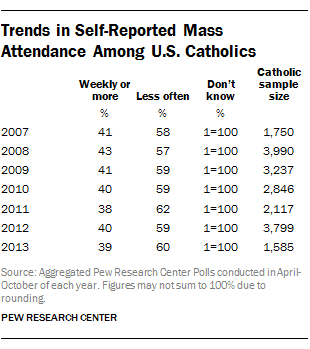 Trends in Self-Reported Mass
Attendance Among U.S. Catholics
Weekly or more Less often Don't know Catholic sample size
% % %
2007 41 58 1=100 1,750
2008 43 57 1=100 3,990
2009 41 59 1=100 3,237
2010 40 59 1=100 2,846
2011 38 62 1=100 2,117
2012 40 59 1=100 3,799
2013 39 60 1=100 1,585
Source: Aggregated Pew Research Center Polls conducted in April-
October of each year. Figures may not sum to 100% due to
rounding.
PEW RESEARCH CENTER